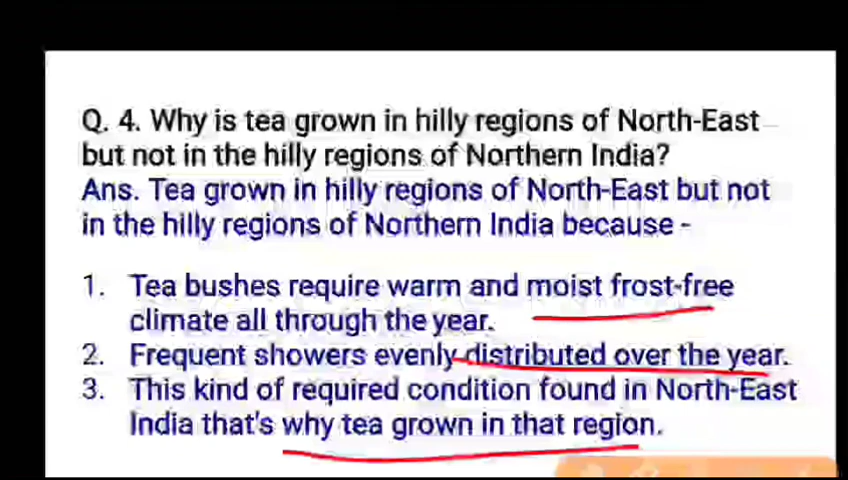 Q. 4. Why is tea grown in hilly regions of North-East
but not in the hilly regions of Northern India?
Ans. Tea grown in hilly regions of North-East but not
in the hilly regions of Northern India because -
1. Tea bushes require warm and moist frost-free
climate all through the year.
2. Frequent showers evenly distributed over the year.
3. This kind of required condition found in North-East
India that's why tea grown in that region.